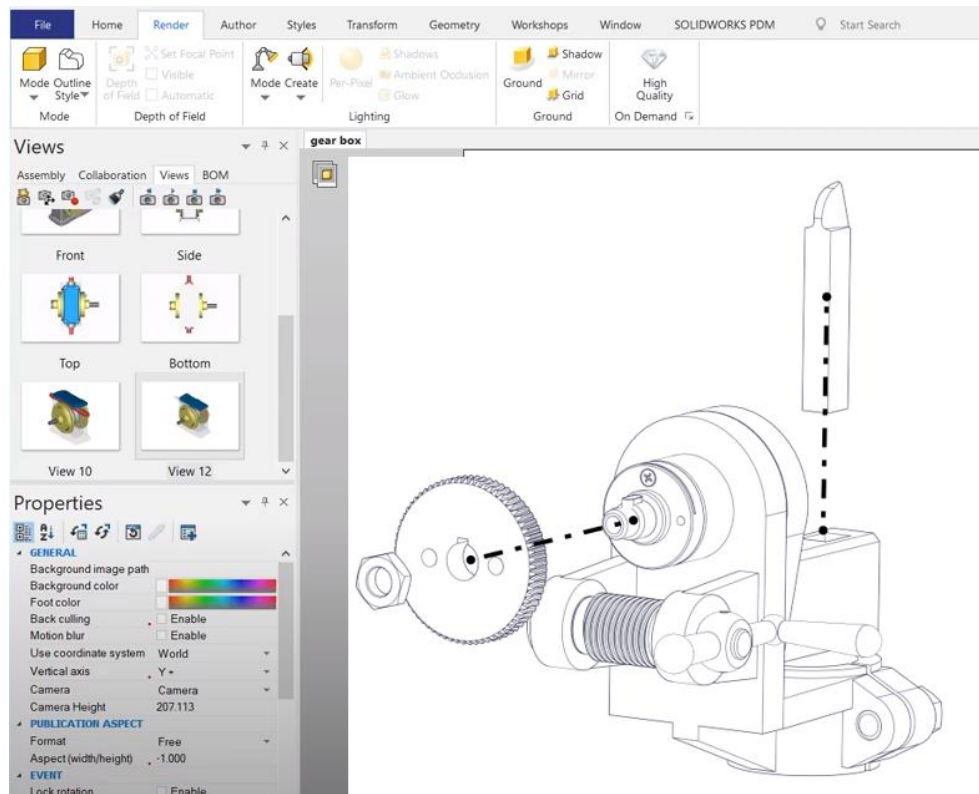 File Home Render Author Styles Transform Geometry Workshops Window SOLIDWORKS PDM Start Search
Mode
Outline Style
Mode
Depth of Field
Set Focal Point
Visible
Automatic
Depth of Field
Mode
Create
Per-Pixel
Shadows
Ambient Occlusion
Glow
Lighting
Ground
Shadow
Mirror
Grid
Ground
High Quality
On Demand
Views
gear box
Assembly Collaboration Views BOM
Front Side
Top Bottom
View 10 View 12
Properties
GENERAL
Background image path
Background color
Foot color
Back culling Enable
Motion blur Enable
Use coordinate system World
Vertical axis Y+
Camera Camera
Camera Height 207.113
PUBLICATION ASPECT
Format Free
Aspect (width/height) -1.000
EVENT
Lock rotation Enable